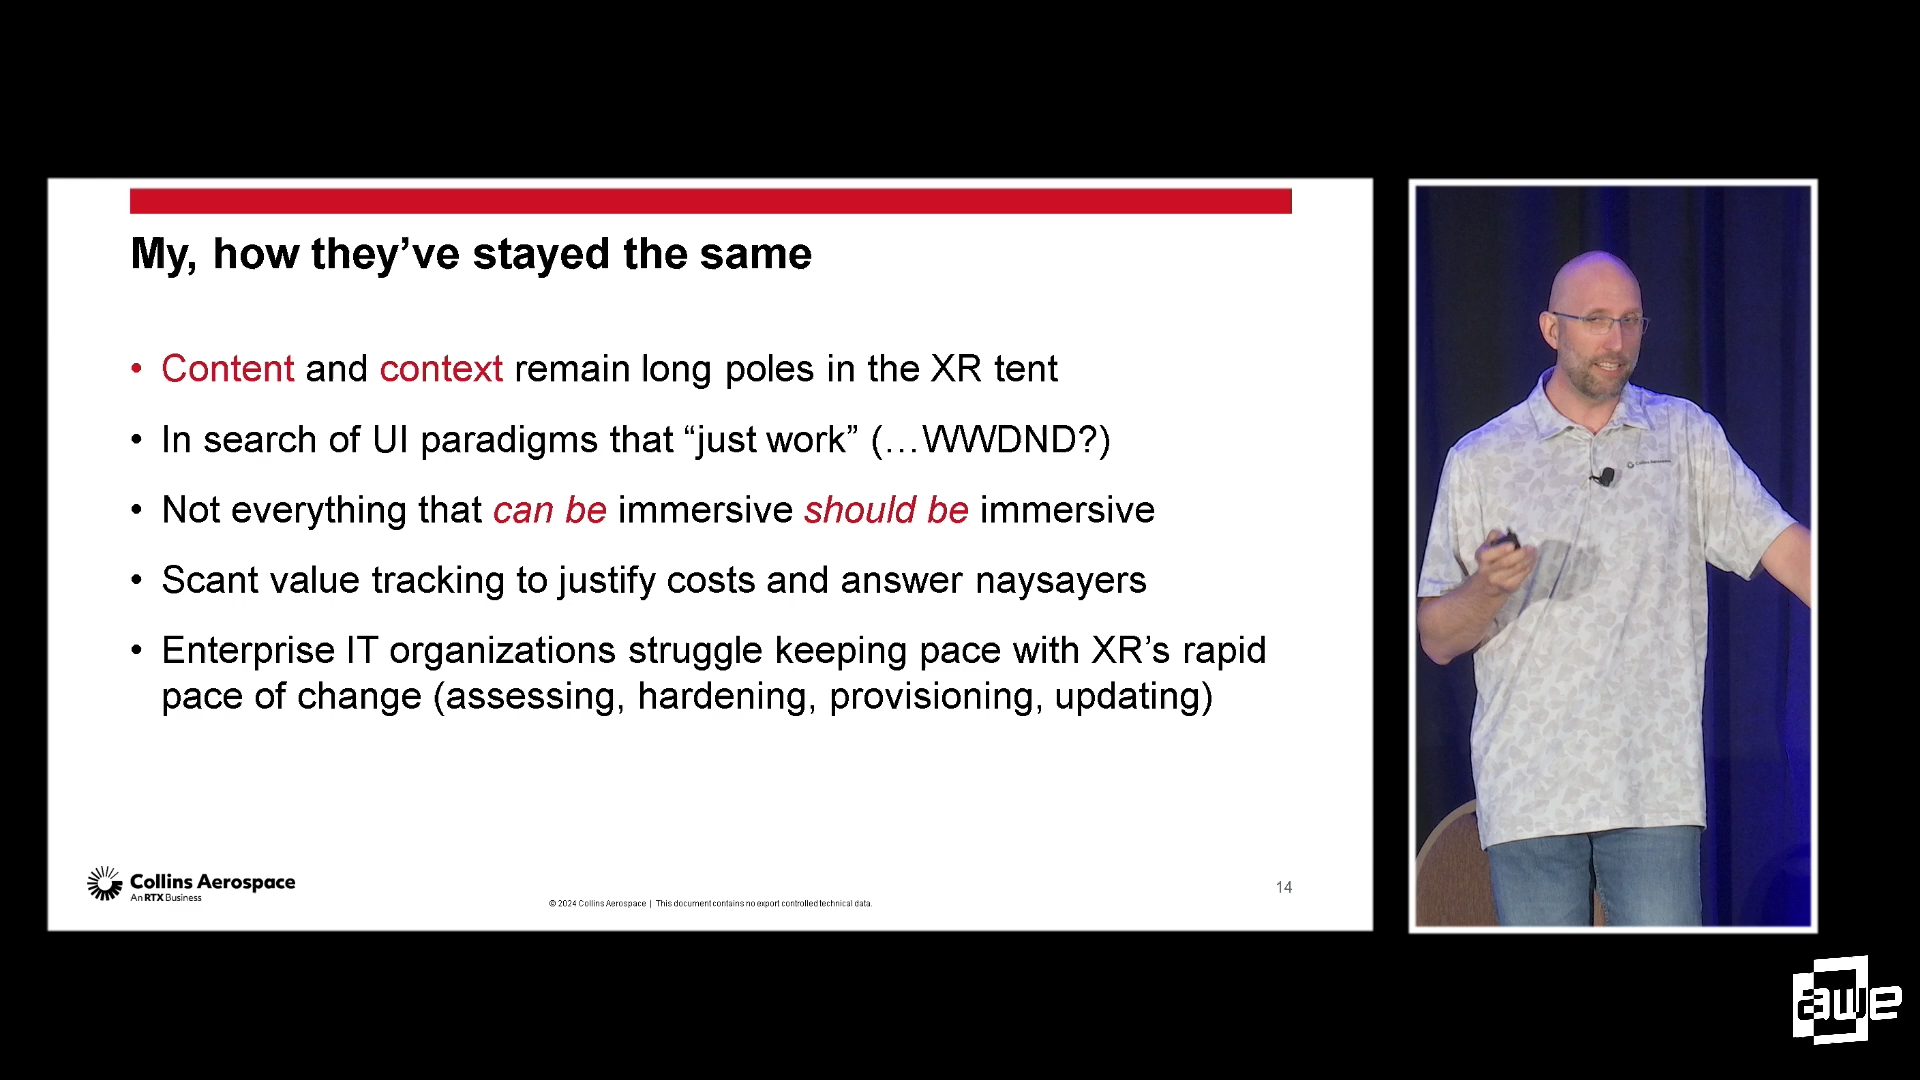 My, how they’ve stayed the same
• Content and context remain long poles in the XR tent
• In search of UI paradigms that “just work” (…WWDND?)
• Not everything that can be immersive should be immersive
• Scant value tracking to justify costs and answer naysayers
• Enterprise IT organizations struggle keeping pace with XR’s rapid
pace of change (assessing, hardening, provisioning, updating)
Collins Aerospace
An RTX Business
© 2024 Collins Aerospace | This document contains no export controlled technical data.
14
Collins Aerospace
awe